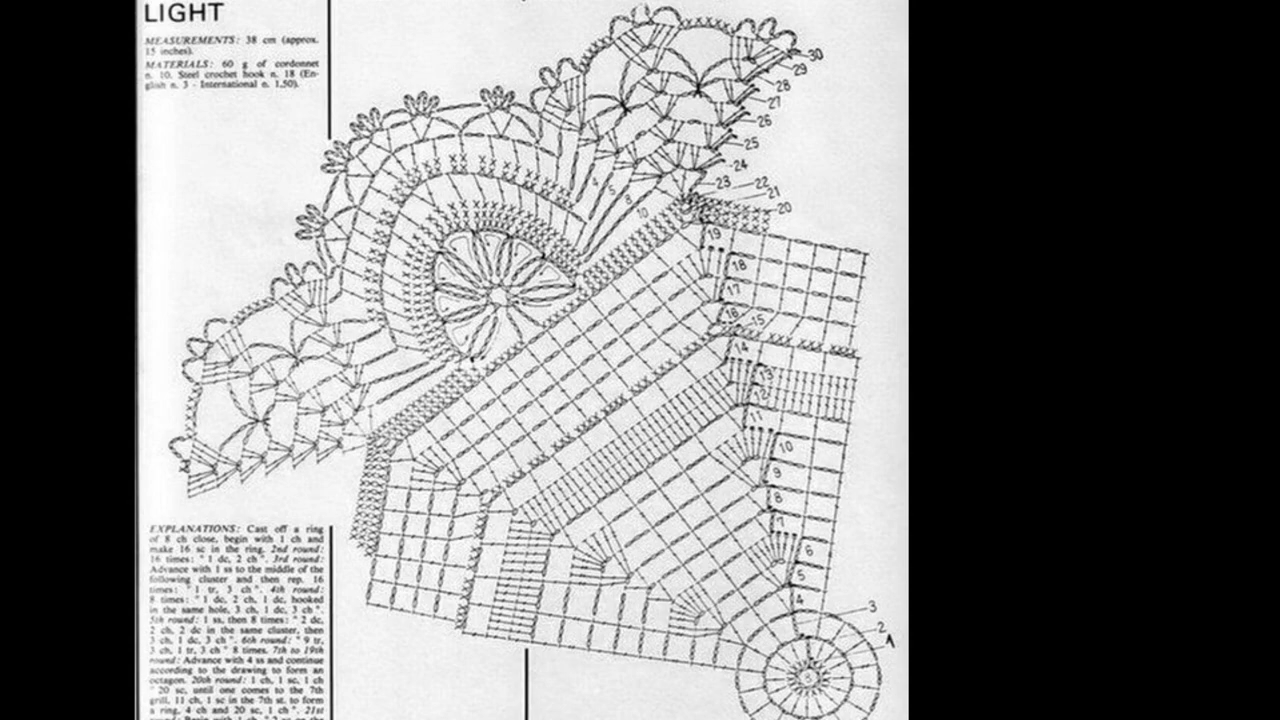 LIGHT
MEASUREMENTS: 38 cm (approx.
15 inches).
MATERIALS: 60 g of cordonnet
n. 10. Steel crochet hook n. 18 (En-
glish n. 3 - International n. 1,50).
30
29
28
27
26
25
24
23
22
21
20
4
5
8
10
19
18
17
16
15
14
13
12
11
10
9
8
7
6
5
4
3
2
A
8
EXPLANATIONS: Cast off a ring
of 8 ch close, begin with 1 ch and
make 16 sc in the ring. 2nd round:
16 times: * 1 dc, 2 ch *. 3rd round:
Advance with 1 ss to the middle of the
following cluster and then rep. 16
times: * 1 tr, 3 ch *. 4th round:
8 times: * 1 dc, 2 ch, 1 dc, hooked
in the same hole, 3 ch, 1 dc, 3 ch *.
5th round: 1 ss, then 8 times: * 2 dc,
2 ch, 2 dc in the same cluster, then
3 ch, 1 dc, 3 ch *. 6th round: * 9 tr,
3 ch, 1 tr, 3 ch * 8 times. 7th to 19th
round: Advance with 4 ss and continue
according to the drawing to form an
octagon. 20th round: 1 ch, 1 sc, 1 ch
* 20 sc, until one comes to the 7th
grill, 11 ch, 1 sc in the 7th st. to form
a ring, 4 ch and 20 sc, 1 ch *. 21st